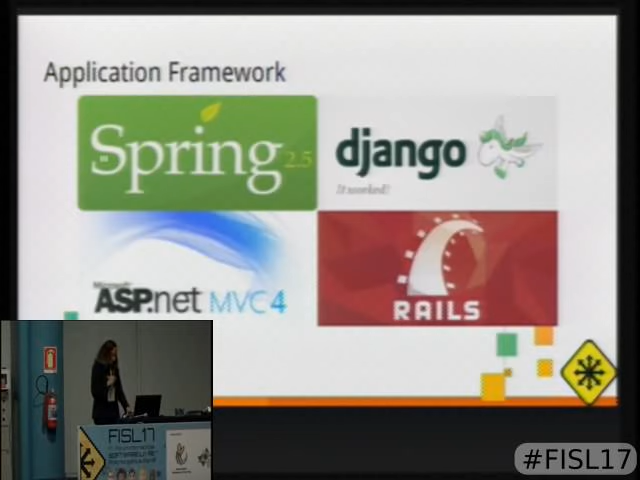 Application Framework
Spring 2.5
django
It worked!
Microsoft
ASP.net MVC4
RAILS
FISL17
#FISL17